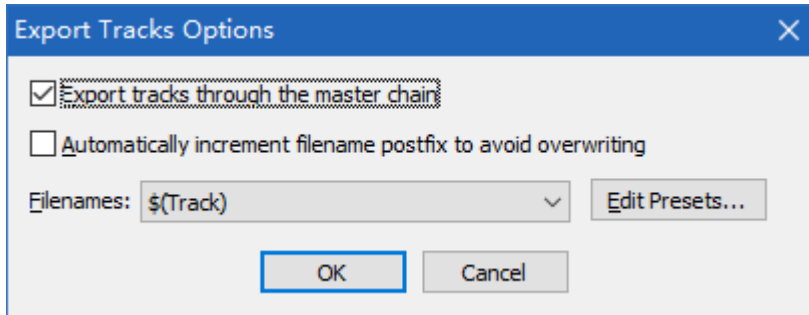 Export Tracks Options
Export tracks through the master chain
Automatically increment filename postfix to avoid overwriting
Filenames: $(Track) Edit Presets...
OK Cancel